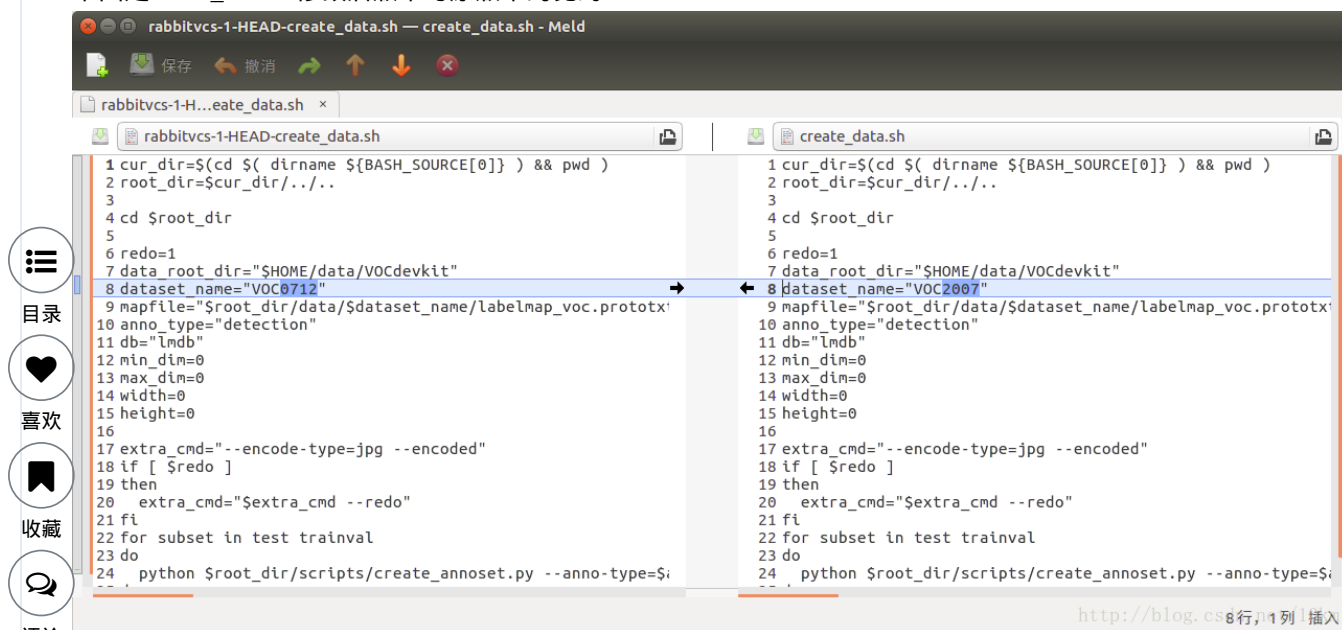 rabbitvcs-1-HEAD-create_data.sh — create_data.sh - Meld
保存 撤消
rabbitvcs-1-H…eate_data.sh ×
rabbitvcs-1-HEAD-create_data.sh
1 cur_dir=$(cd $( dirname ${BASH_SOURCE[0]} ) && pwd )
2 root_dir=$cur_dir/../..
3
4 cd $root_dir
5
6 redo=1
7 data_root_dir="$HOME/data/VOCdevkit"
8 dataset_name="VOC0712"
9 mapfile="$root_dir/data/$dataset_name/labelmap_voc.prototxt
10 anno_type="detection"
11 db="lmdb"
12 min_dim=0
13 max_dim=0
14 width=0
15 height=0
16
17 extra_cmd="--encode-type=jpg --encoded"
18 if [ $redo ]
19 then
20 extra_cmd="$extra_cmd --redo"
21 fi
22 for subset in test trainval
23 do
24 python $root_dir/scripts/create_annoset.py --anno-type=$a
create_data.sh
1 cur_dir=$(cd $( dirname ${BASH_SOURCE[0]} ) && pwd )
2 root_dir=$cur_dir/../..
3
4 cd $root_dir
5
6 redo=1
7 data_root_dir="$HOME/data/VOCdevkit"
8 dataset_name="VOC2007"
9 mapfile="$root_dir/data/$dataset_name/labelmap_voc.prototxt
10 anno_type="detection"
11 db="lmdb"
12 min_dim=0
13 max_dim=0
14 width=0
15 height=0
16
17 extra_cmd="--encode-type=jpg --encoded"
18 if [ $redo ]
19 then
20 extra_cmd="$extra_cmd --redo"
21 fi
22 for subset in test trainval
23 do
24 python $root_dir/scripts/create_annoset.py --anno-type=$a
目录
喜欢
收藏
8行，1列 插入